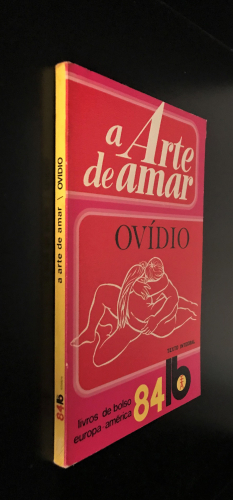 a Arte
de amar
OVÍDIO
TEXTO INTEGRAL
livros de bolso
europa-américa
84 lb
a arte de amar \ OVÍDIO
84 lb